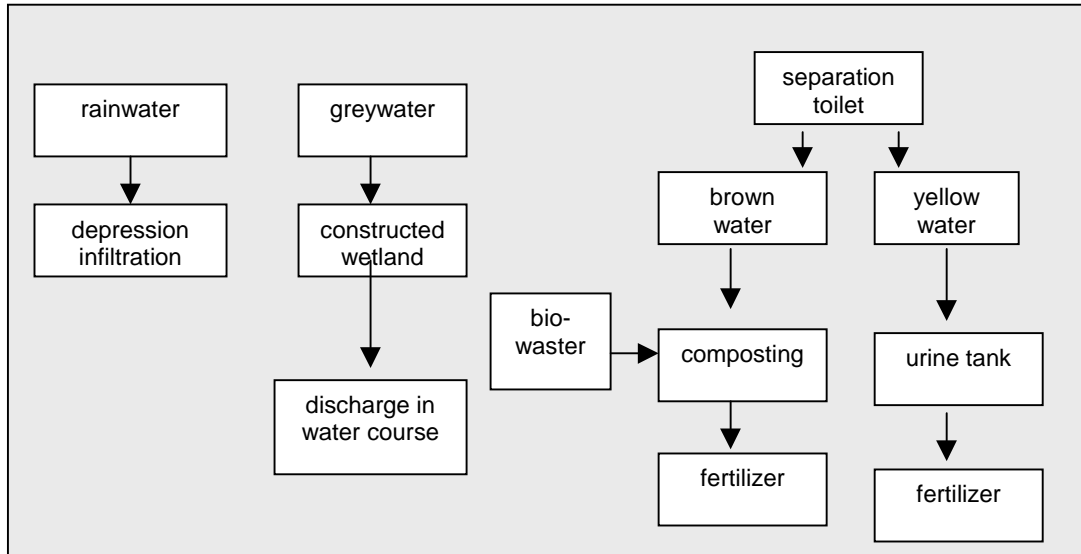 separation
toilet
rainwater
greywater
brown
water
yellow
water
depression
infiltration
constructed
wetland
bio-
waster
composting
urine tank
discharge in
water course
fertilizer
fertilizer